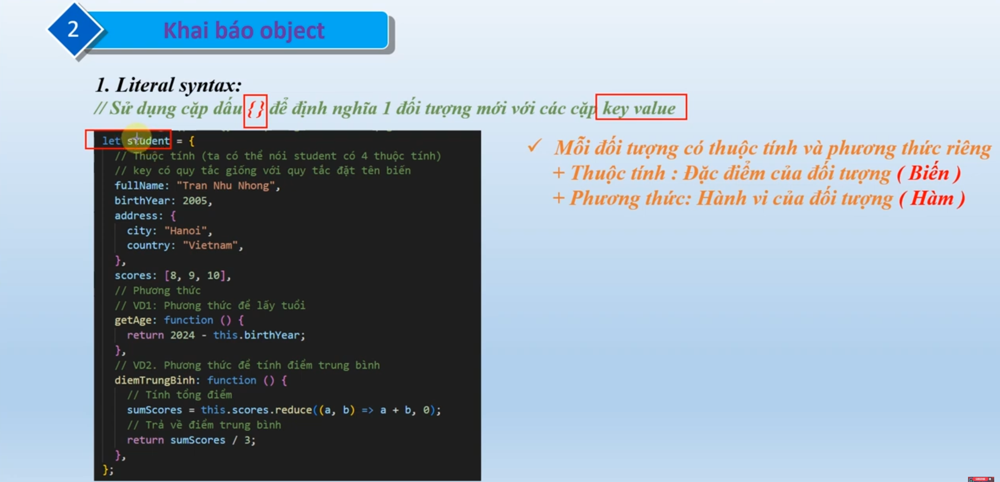 2
Khai báo object
1. Literal syntax:
// Sử dụng cặp dấu { } để định nghĩa 1 đối tượng mới với các cặp key value
let student = {
// Thuộc tính (ta có thể nói student có 4 thuộc tính)
// key có quy tắc giống với quy tắc đặt tên biến
fullName: "Tran Nhu Nhong",
birthYear: 2005,
address: {
city: "Hanoi",
country: "Vietnam",
},
scores: [8, 9, 10],
// Phương thức
// VD1: Phương thức để lấy tuổi
getAge: function () {
return 2024 - this.birthYear;
},
// VD2. Phương thức để tính điểm trung bình
diemTrungBinh: function () {
// Tính tổng điểm
sumScores = this.scores.reduce((a, b) => a + b, 0);
// Trả về điểm trung bình
return sumScores / 3;
},
};
✓ Mỗi đối tượng có thuộc tính và phương thức riêng
+ Thuộc tính : Đặc điểm của đối tượng ( Biến )
+ Phương thức: Hành vi của đối tượng ( Hàm )